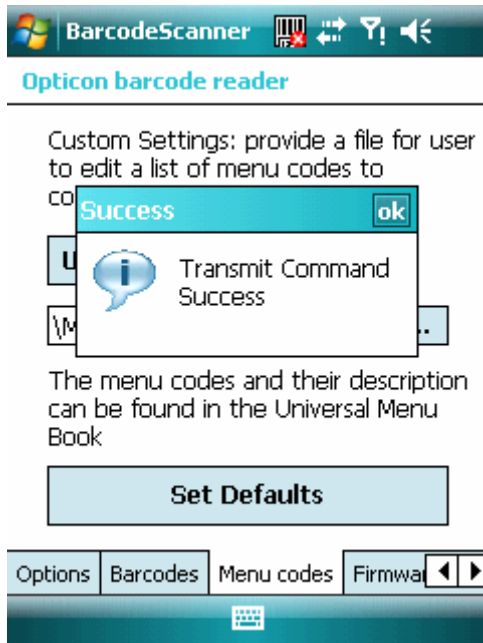 BarcodeScanner
Opticon barcode reader
Custom Settings: provide a file for user
to edit a list of menu codes to
co
Success
ok
U
Transmit Command
Success
\M
..
The menu codes and their description
can be found in the Universal Menu
Book
Set Defaults
Options
Barcodes
Menu codes
Firmwa